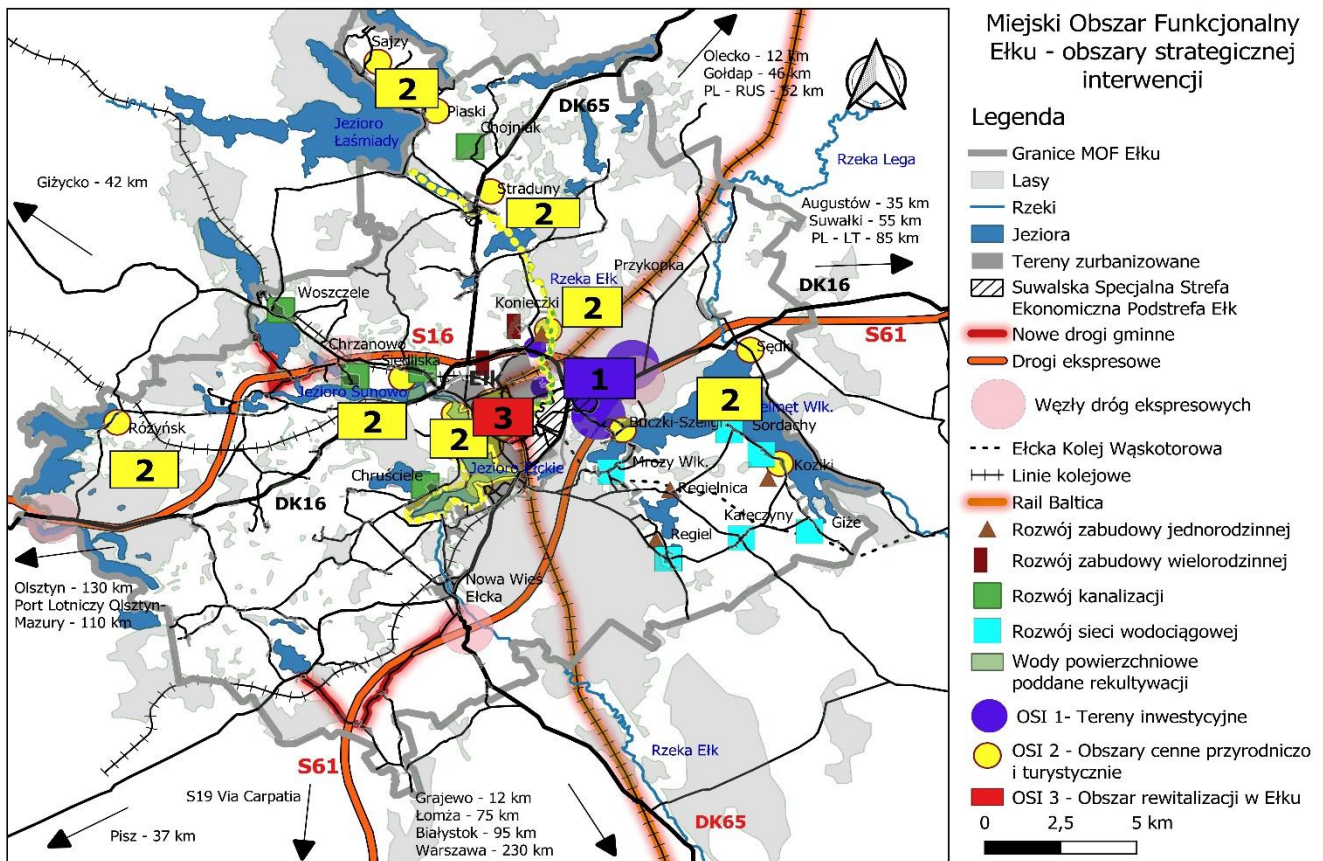 Sajzy
2
Piaski
Jezioro
Łaśmiady
Chojniak
DK65
Olecko - 12 km
Gołdap - 46 km
PL - RUS - 52 km
Rzeka Lega
Giżycko - 42 km
Straduny
2
Augustów - 35 km
Suwałki - 55 km
PL - LT - 85 km
Przykopka
DK16
Woszczele
Rzeka Ełk
Konieczki
2
S16
S61
Chrzanowo
Siedliska
Sędki
Jezioro Sunowo
Ełk
1
2
3
2
2
Różyńsk
2
Buczki-Szeligi
Sordachy
Mrozy Wlk.
Koziki
Jezioro Ełckie
Chruściele
Regielnica
DK16
Karęczyny
Giże
Regiel
Olsztyn - 130 km
Port Lotniczy Olsztyn-
Mazury - 110 km
Nowa Wieś
Ełcka
Rzeka Ełk
S61
S19 Via Carpatia
Pisz - 37 km
Grajewo - 12 km
Łomża - 75 km
Białystok - 95 km
Warszawa - 230 km
DK65
Miejski Obszar Funkcjonalny
Ełku - obszary strategicznej
interwencji
Legenda
Granice MOF Ełku
Lasy
Rzeki
Jeziora
Tereny zurbanizowane
Suwalska Specjalna Strefa
Ekonomiczna Podstrefa Ełk
Nowe drogi gminne
Drogi ekspresowe
Węzły dróg ekspresowych
Ełcka Kolej Wąskotorowa
Linie kolejowe
Rail Baltica
Rozwój zabudowy jednorodzinnej
Rozwój zabudowy wielorodzinnej
Rozwój kanalizacji
Rozwój sieci wodociągowej
Wody powierzchniowe
poddane rekultywacji
OSI 1- Tereny inwestycyjne
OSI 2 - Obszary cenne przyrodniczo
i turystycznie
OSI 3 - Obszar rewitalizacji w Ełku
0 2,5 5 km